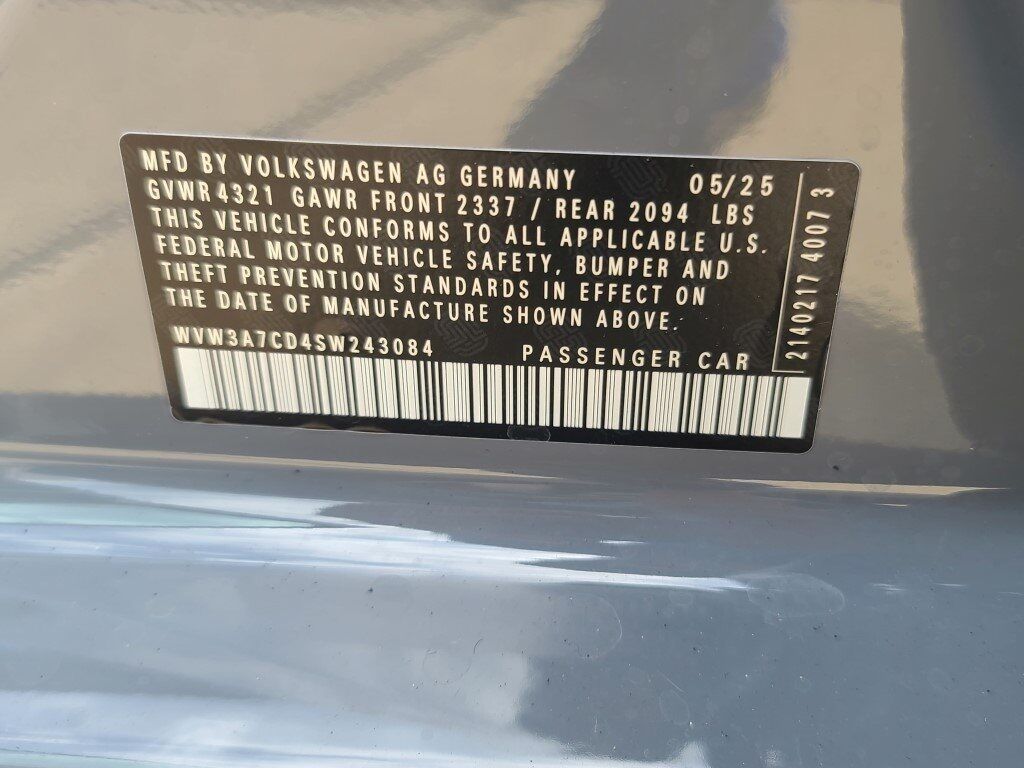 MFD BY VOLKSWAGEN AG GERMANY 05/25
GVWR 4321 GAWR FRONT 2337 / REAR 2094 LBS
THIS VEHICLE CONFORMS TO ALL APPLICABLE U.S.
FEDERAL MOTOR VEHICLE SAFETY, BUMPER AND
THEFT PREVENTION STANDARDS IN EFFECT ON
THE DATE OF MANUFACTURE SHOWN ABOVE.
WVW3A7CD4SW243084 PASSENGER CAR
2140217 4007 3